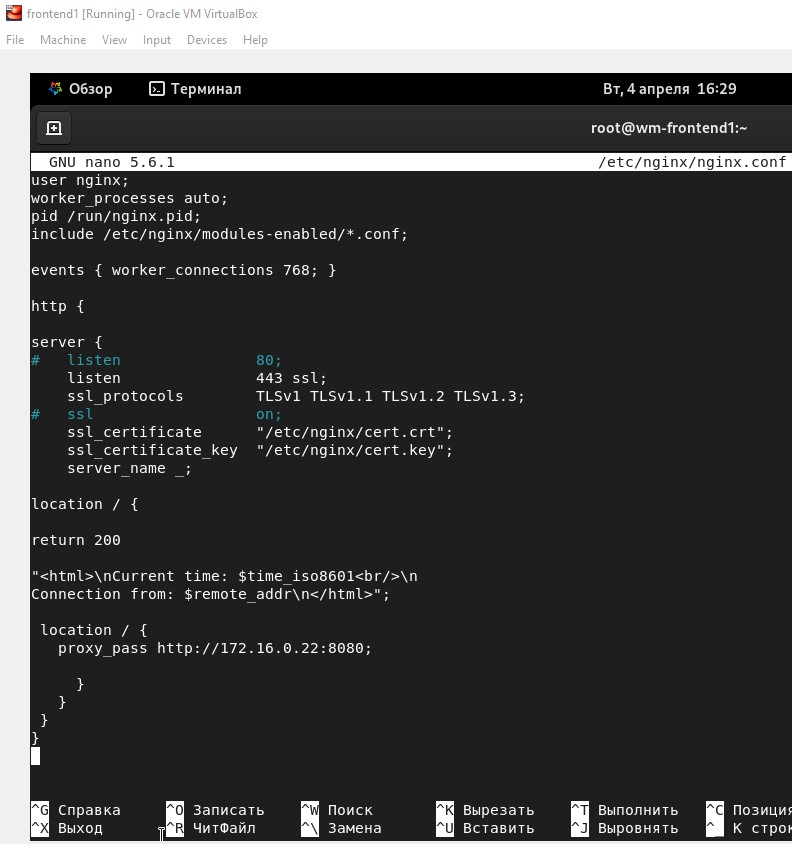 frontend1 [Running] - Oracle VM VirtualBox
File Machine View Input Devices Help
Обзор Терминал Вт, 4 апреля 16:29
root@wm-frontend1:~
GNU nano 5.6.1 /etc/nginx/nginx.conf
user nginx;
worker_processes auto;
pid /run/nginx.pid;
include /etc/nginx/modules-enabled/*.conf;
events { worker_connections 768; }
http {
server {
#   listen               80;
    listen               443 ssl;
    ssl_protocols        TLSv1 TLSv1.1 TLSv1.2 TLSv1.3;
#   ssl                  on;
    ssl_certificate      "/etc/nginx/cert.crt";
    ssl_certificate_key  "/etc/nginx/cert.key";
    server_name _;
location / {
return 200
"<html>\nCurrent time: $time_iso8601<br/>\n
Connection from: $remote_addr\n</html>";
 location / {
   proxy_pass http://172.16.0.22:8080;
     }
   }
 }
}
^G Справка ^O Записать ^W Поиск ^K Вырезать ^T Выполнить ^C Позиция
^X Выход ^R ЧитФайл ^\ Замена ^U Вставить ^J Выровнять ^_ К строк